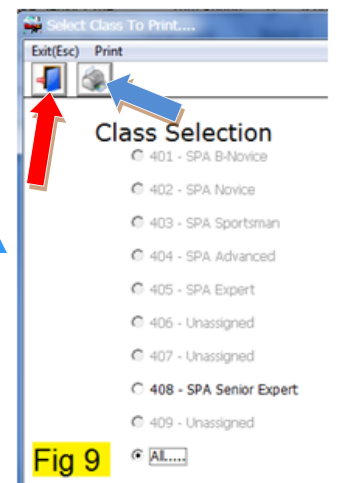 Select Class To Print....
Exit(Esc) Print
Class Selection
401 - SPA B-Novice
402 - SPA Novice
403 - SPA Sportsman
404 - SPA Advanced
405 - SPA Expert
406 - Unassigned
407 - Unassigned
408 - SPA Senior Expert
409 - Unassigned
All.....
Fig 9